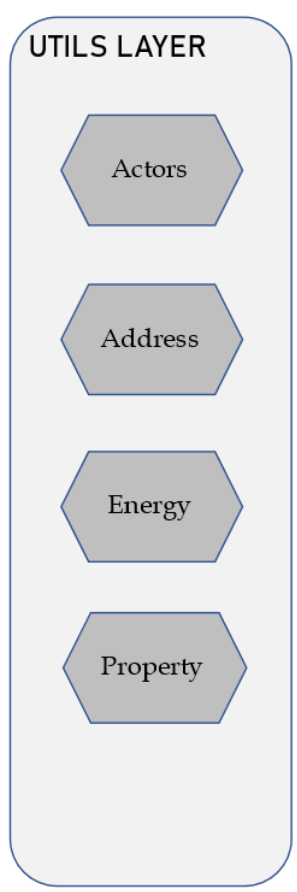 UTILS LAYER
Actors
Address
Energy
Property